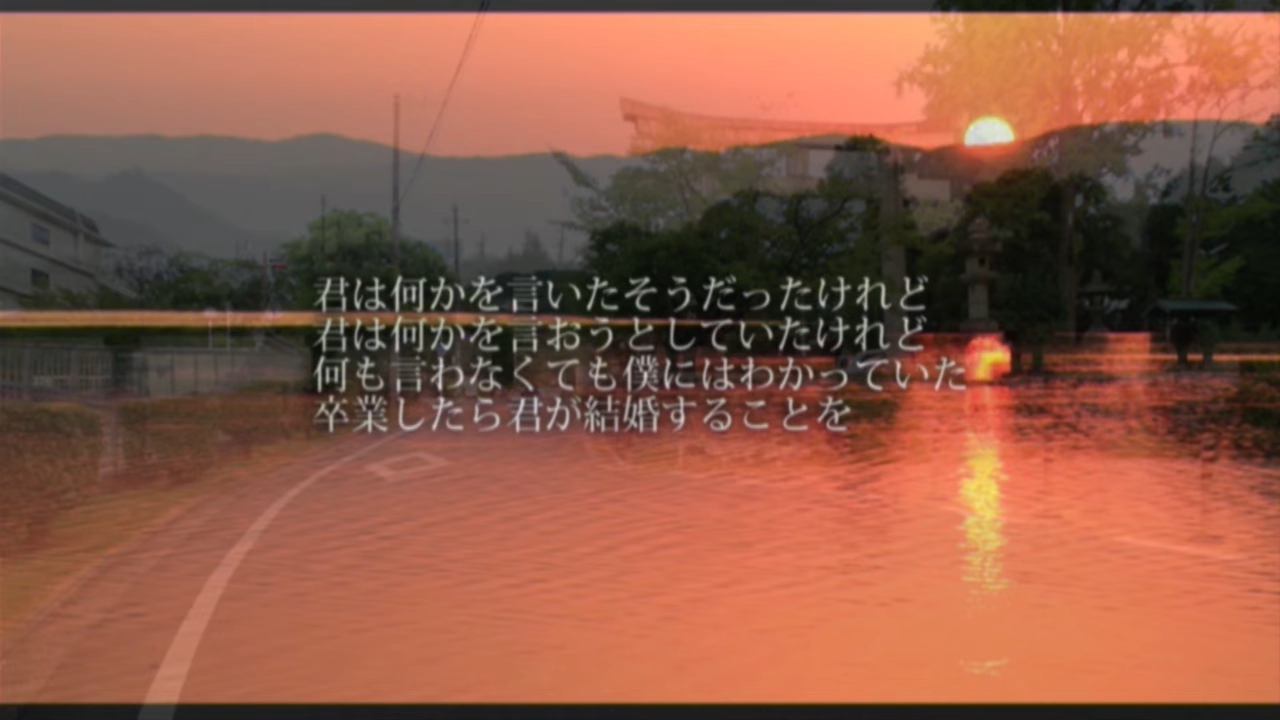 君は何かを言いたそうだったけれど
君は何かを言おうとしていたけれど
何も言わなくても僕にはわかっていた
卒業したら君が結婚することを